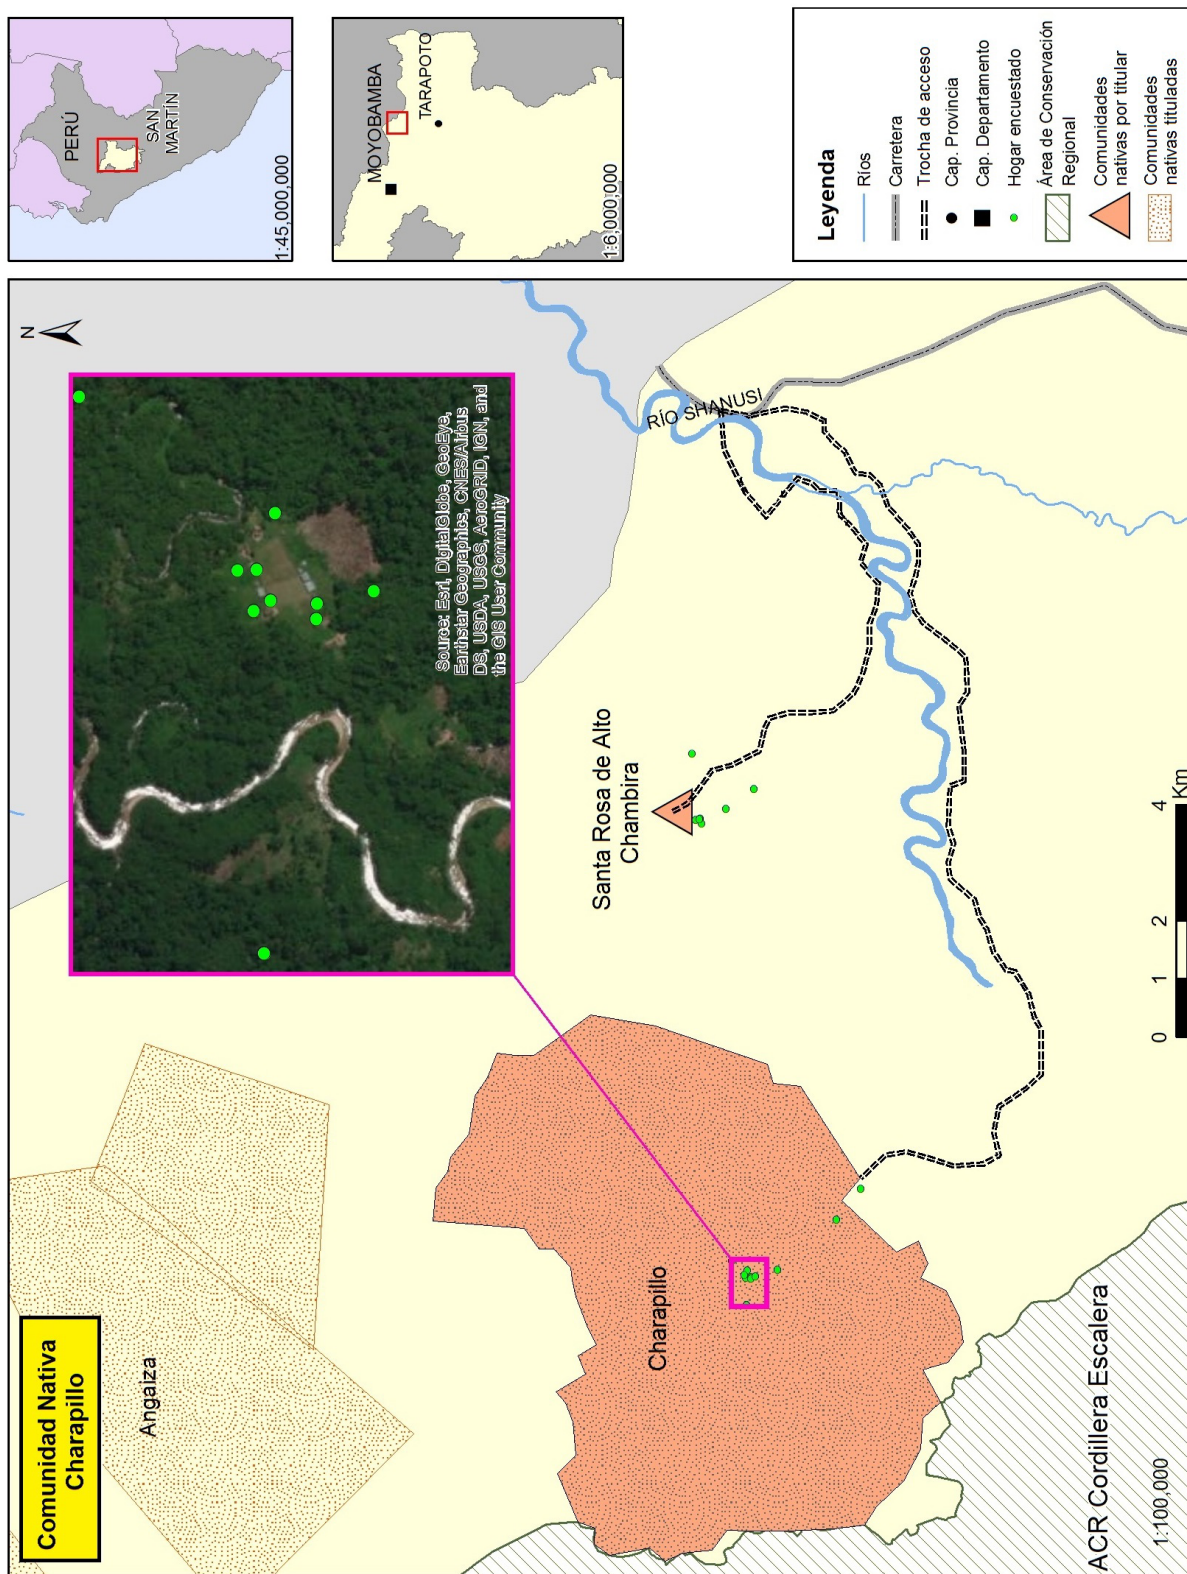 Comunidad Nativa
Charapillo
N
Angaiza
Charapillo
Santa Rosa de Alto
Chambira
RÍO SHANUSI
ACR Cordillera Escalera
1:100,000
0 1 2 4
Km
Source: Esri, DigitalGlobe, GeoEye,
Earthstar Geographics, CNES/Airbus
DS, USDA, USGS, AeroGRID, IGN, and
the GIS User Community
PERÚ
SAN
MARTÍN
1:45,000,000
MOYOBAMBA
TARAPOTO
1:6,000,000
Leyenda
Ríos
Carretera
Trocha de acceso
Cap. Provincia
Cap. Departamento
Hogar encuestado
Área de Conservación
Regional
Comunidades
nativas por titular
Comunidades
nativas tituladas